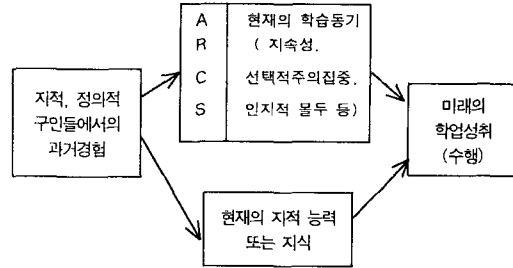 A 현재의 학습동기
R ( 지속성.
C 선택적주의집중.
S 인지적 몰두 등)
지적, 정의적
구인들에서의
과거경험
미래의
학업성취
(수행)
현재의 지적 능력
또는 지식